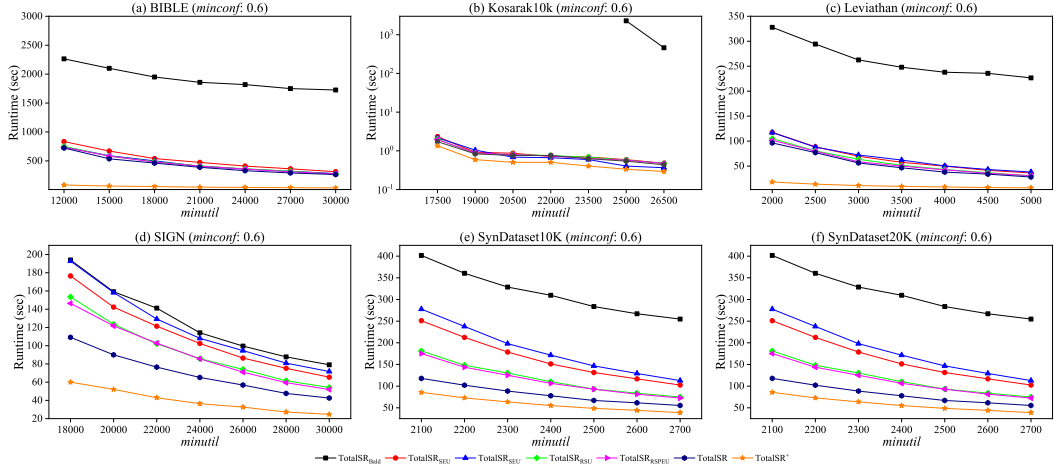 (a) BIBLE (minconf: 0.6)
Runtime (sec)
3000
2500
2000
1500
1000
500
12000 15000 18000 21000 24000 27000 30000
minutil
(b) Kosarak10k (minconf: 0.6)
Runtime (sec)
10³
10²
10¹
10⁰
10⁻¹
17500 19000 20500 22000 23500 25000 26500
minutil
(c) Leviathan (minconf: 0.6)
Runtime (sec)
350
300
250
200
150
100
50
2000 2500 3000 3500 4000 4500 5000
minutil
(d) SIGN (minconf: 0.6)
Runtime (sec)
200
180
160
140
120
100
80
60
40
20
18000 20000 22000 24000 26000 28000 30000
minutil
(e) SynDataset10K (minconf: 0.6)
Runtime (sec)
400
350
300
250
200
150
100
50
2100 2200 2300 2400 2500 2600 2700
minutil
(f) SynDataset20K (minconf: 0.6)
Runtime (sec)
400
350
300
250
200
150
100
50
2100 2200 2300 2400 2500 2600 2700
minutil
TotalSR_Bald TotalSR_SEU TotalSR_SEU⁻ TotalSR_RSU TotalSR_RSPEU TotalSR TotalSR⁺